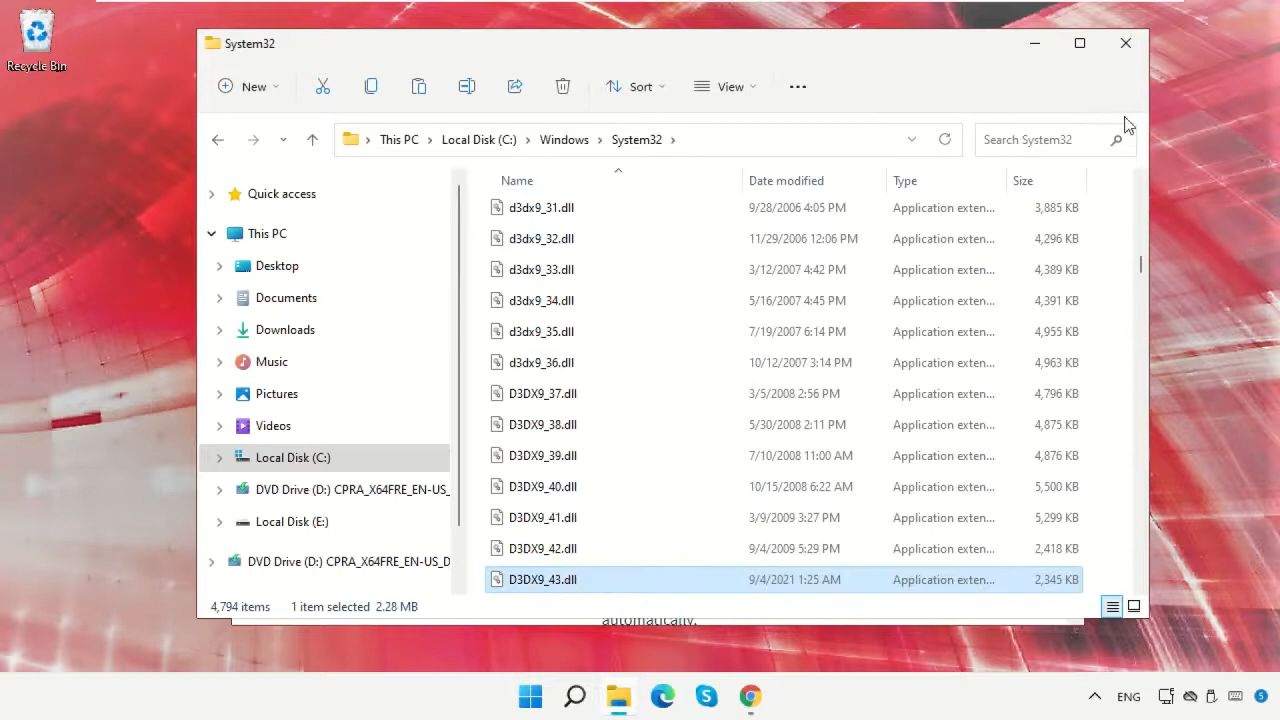 Recycle Bin
System32
New
Sort
View
This PC
Local Disk (C:)
Windows
System32
Search System32
Quick access
This PC
Desktop
Documents
Downloads
Music
Pictures
Videos
Local Disk (C:)
DVD Drive (D:) CPRA_X64FRE_EN-US_
Local Disk (E:)
DVD Drive (D:) CPRA_X64FRE_EN-US_D
Name Date modified Type Size
d3dx9_31.dll 9/28/2006 4:05 PM Application exten... 3,885 KB
d3dx9_32.dll 11/29/2006 12:06 PM Application exten... 4,296 KB
d3dx9_33.dll 3/12/2007 4:42 PM Application exten... 4,389 KB
d3dx9_34.dll 5/16/2007 4:45 PM Application exten... 4,391 KB
d3dx9_35.dll 7/19/2007 6:14 PM Application exten... 4,955 KB
d3dx9_36.dll 10/12/2007 3:14 PM Application exten... 4,963 KB
D3DX9_37.dll 3/5/2008 2:56 PM Application exten... 4,796 KB
D3DX9_38.dll 5/30/2008 2:11 PM Application exten... 4,875 KB
D3DX9_39.dll 7/10/2008 11:00 AM Application exten... 4,876 KB
D3DX9_40.dll 10/15/2008 6:22 AM Application exten... 5,500 KB
D3DX9_41.dll 3/9/2009 3:27 PM Application exten... 5,299 KB
D3DX9_42.dll 9/4/2009 5:29 PM Application exten... 2,418 KB
D3DX9_43.dll 9/4/2021 1:25 AM Application exten... 2,345 KB
4,794 items 1 item selected 2.28 MB
automatically.
ENG
5